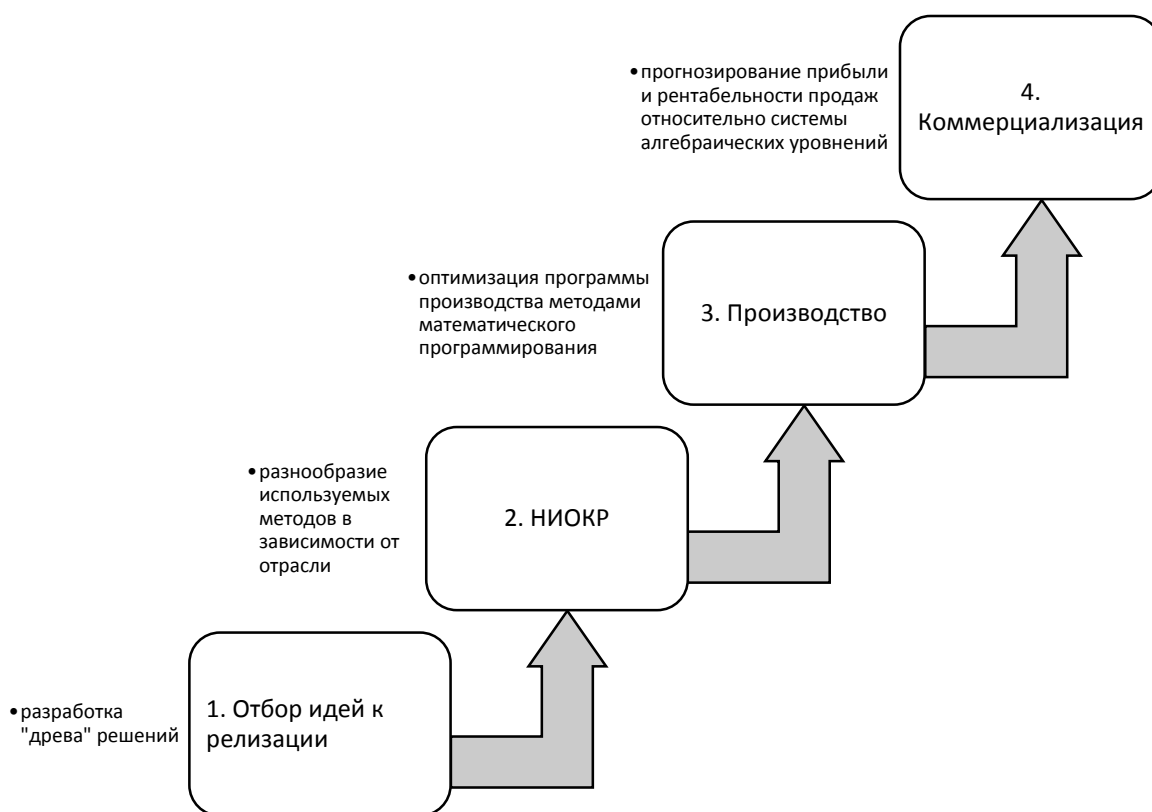 •прогнозирование прибыли
и рентабельности продаж
относительно системы
алгебраических уровнений
4.
Коммерциализация
•оптимизация программы
производства методами
математического
программирования
3. Производство
•разнообразие
используемых
методов в
зависимости от
отрасли
2. НИОКР
•разработка
"древа" решений
1. Отбор идей к
релизации